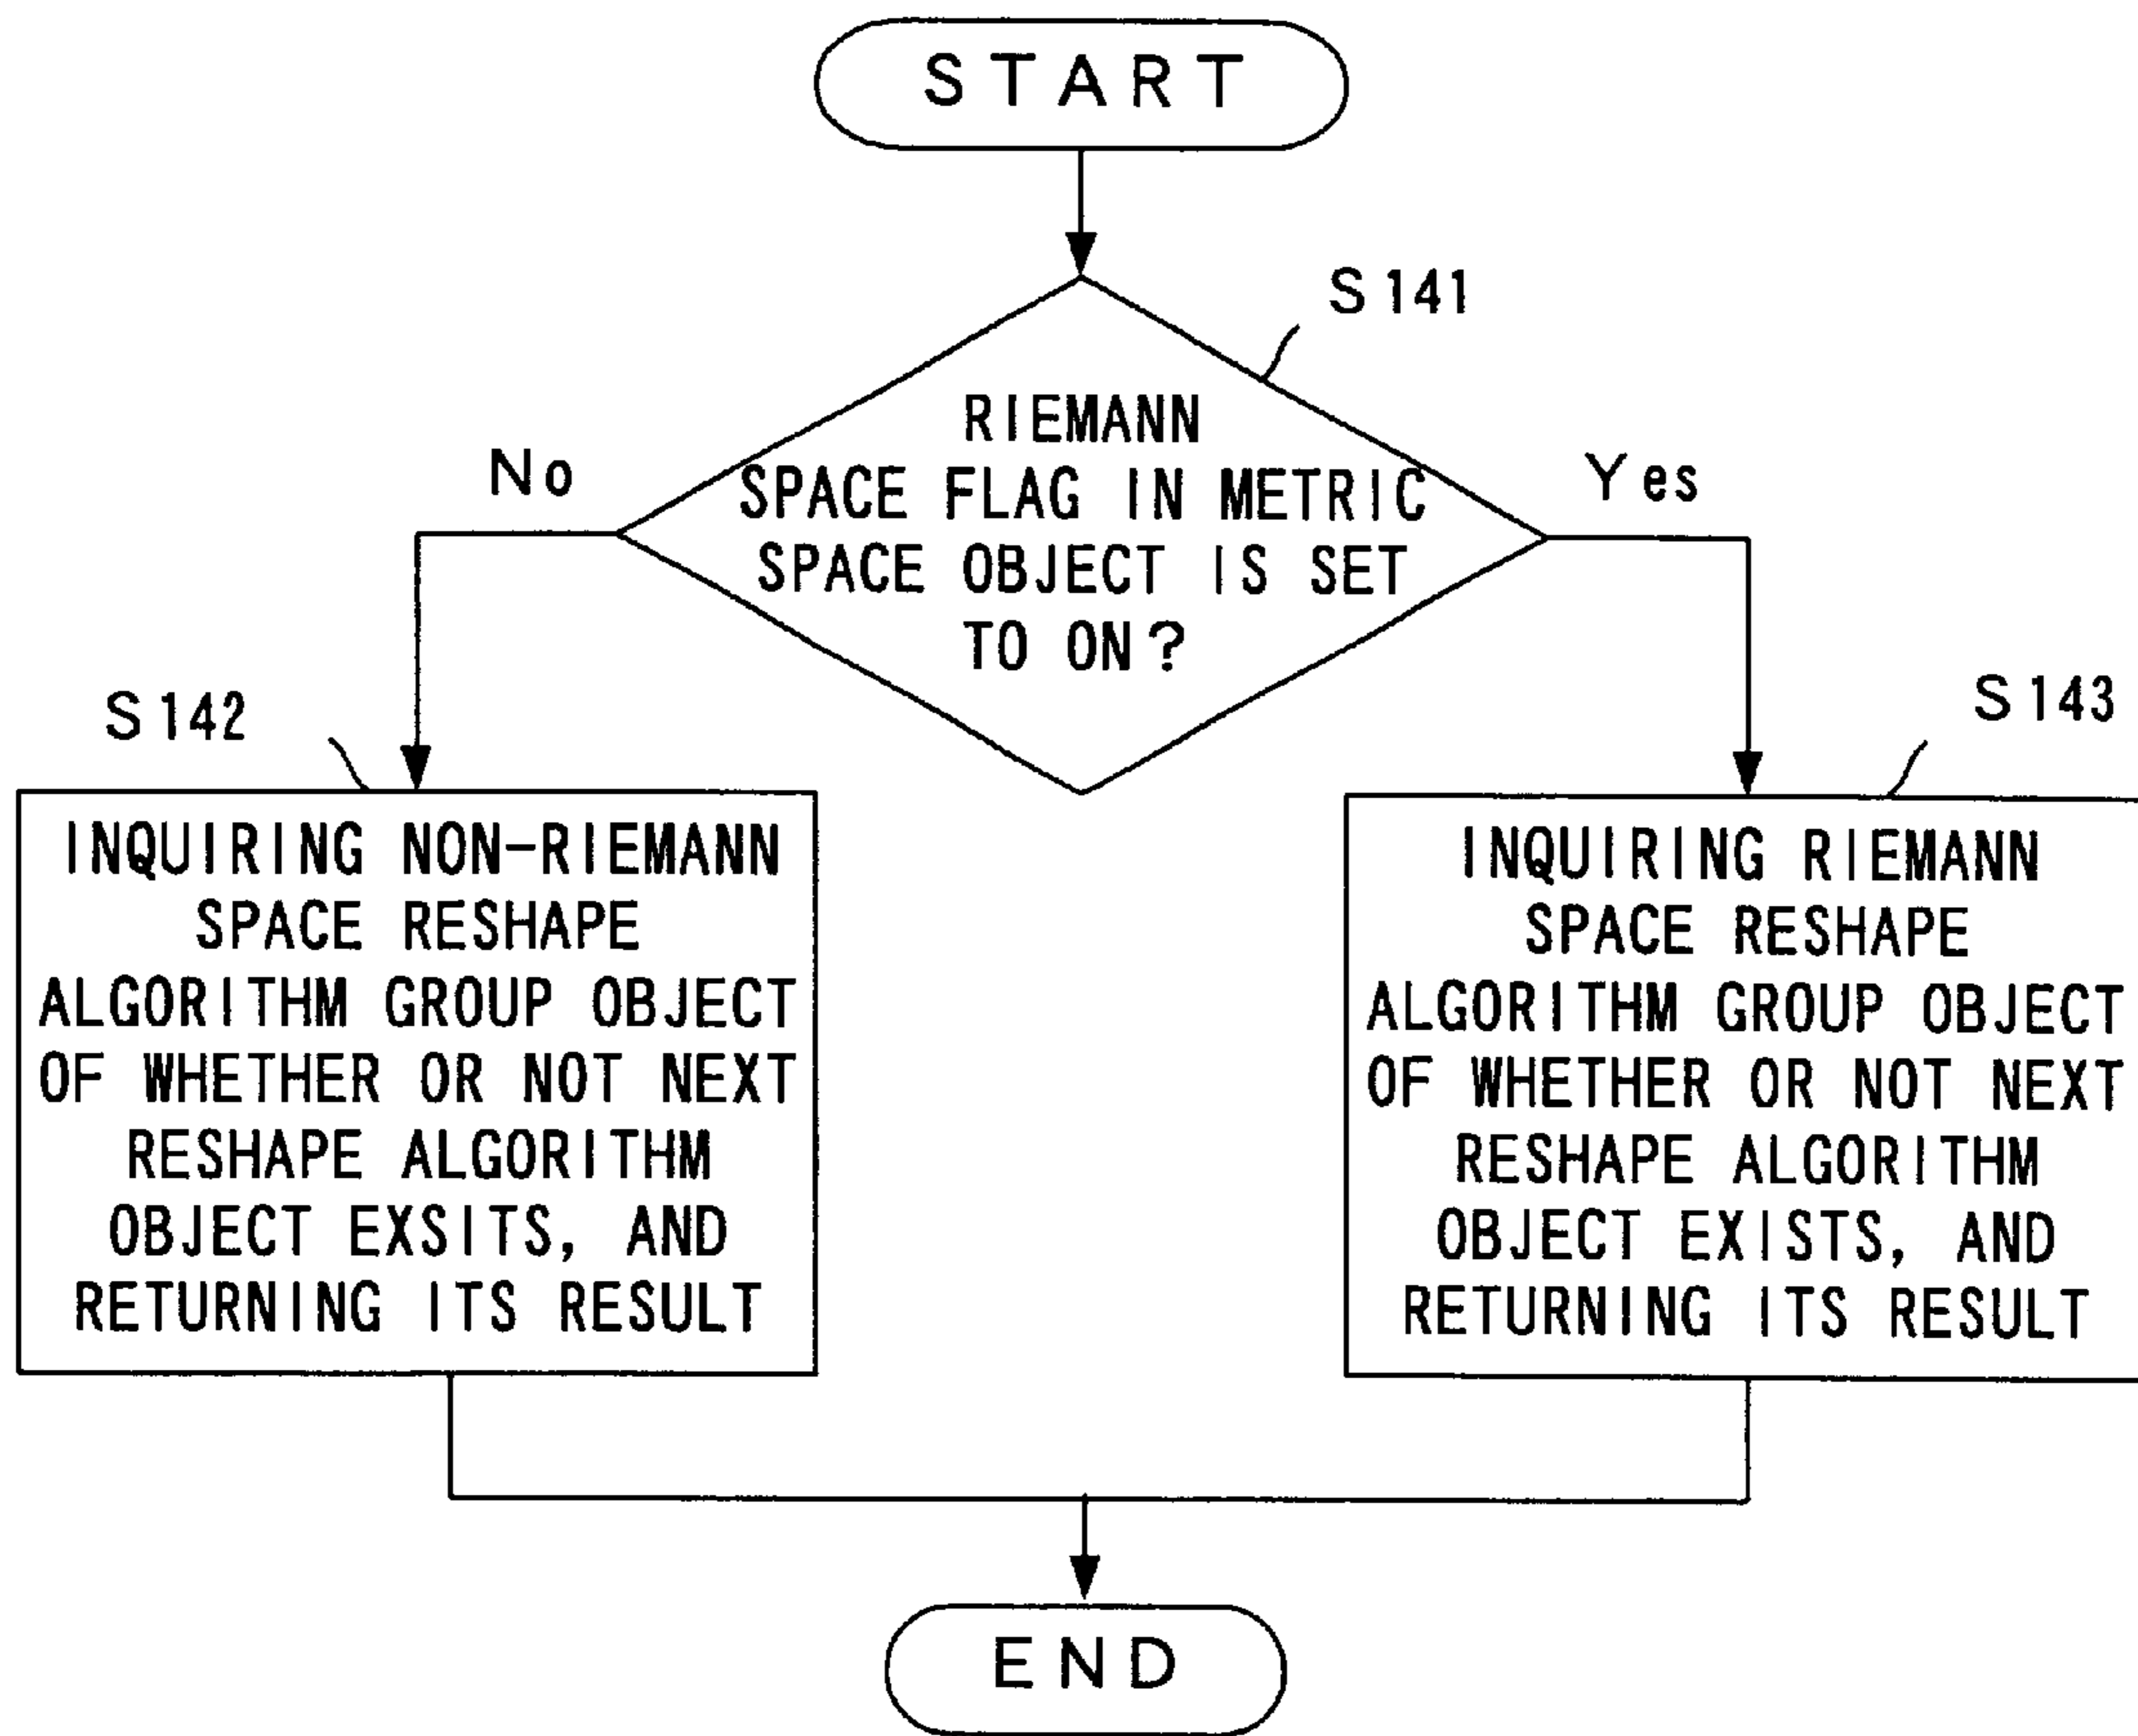 START
S141
RIEMANN
SPACE FLAG IN METRIC
SPACE OBJECT IS SET
TO ON?
No
Yes
S142
INQUIRING NON-RIEMANN
SPACE RESHAPE
ALGORITHM GROUP OBJECT
OF WHETHER OR NOT NEXT
RESHAPE ALGORITHM
OBJECT EXSITS, AND
RETURNING ITS RESULT
S143
INQUIRING RIEMANN
SPACE RESHAPE
ALGORITHM GROUP OBJECT
OF WHETHER OR NOT NEXT
RESHAPE ALGORITHM
OBJECT EXISTS, AND
RETURNING ITS RESULT
END